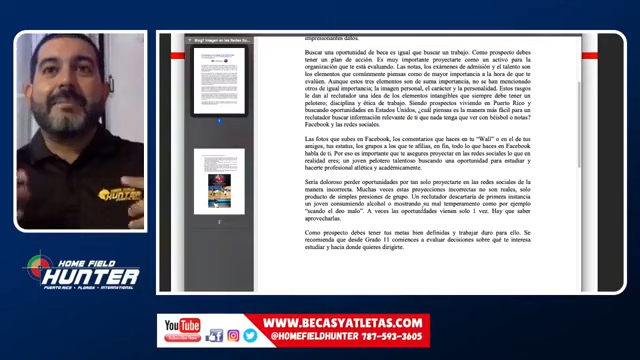 Blog7 Imagen en las Redes So
impresionantes datos.
Buscar una oportunidad de beca es igual que buscar un trabajo. Como prospecto debes
tener un plan de acción. Es muy importante proyectarte como un activo para la
organización que te está evaluando. Las notas, los exámenes de admisión y el talento son
los elementos que comúnmente piensas como de mayor importancia a la hora de que te
evalúen. Aunque estos tres elementos son de suma importancia, no se han mencionado
otros de igual importancia, la imagen personal, el carácter y la personalidad. Estos rasgos
le dan al reclutador una idea de los elementos intangibles que siempre debe tener un
pelotero; disciplina y ética de trabajo. Siendo prospectos viviendo en Puerto Rico y
buscando oportunidades en Estados Unidos, ¿cuál piensas es la manera más fácil para un
reclutador buscar información relevante de ti que nada tenga que ver con béisbol o notas?
Facebook y las redes sociales.
Las fotos que subes en Facebook, los comentarios que haces en tu "Wall" o en el de tus
amigos, tus estatus, los grupos a los que te afilias, en fin, todo lo que haces en Facebook
habla de ti. Por eso es importante que te asegures proyectar en las redes sociales lo que en
realidad eres; un joven pelotero talentoso buscando una oportunidad para estudiar y
hacerte profesional atlética y académicamente.
Sería doloroso perder oportunidades por tan solo proyectarte en las redes sociales de la
manera incorrecta. Muchas veces estas proyecciones incorrectas no son reales, solo
producto de simples presiones de grupo. Un reclutador descartaría de primera instancia
un joven consumiendo alcohol o mostrando su mal temperamento como por ejemplo
"scando el deo malo". A veces las oportunidades vienen solo 1 vez. Hay que saber
aprovecharlas.
Como prospecto debes tener tus metas bien definidas y trabajar duro para ello. Se
recomienda que desde Grado 11 comiences a evaluar decisiones sobre qué te interesa
estudiar y hacia donde quieres dirigirte.
HOME FIELD
HUNTER
PUERTO RICO • FLORIDA • INTERNATIONAL
YouTube
WWW.BECASYATLETAS.COM
@HOMEFIELDHUNTER 787-593-3605